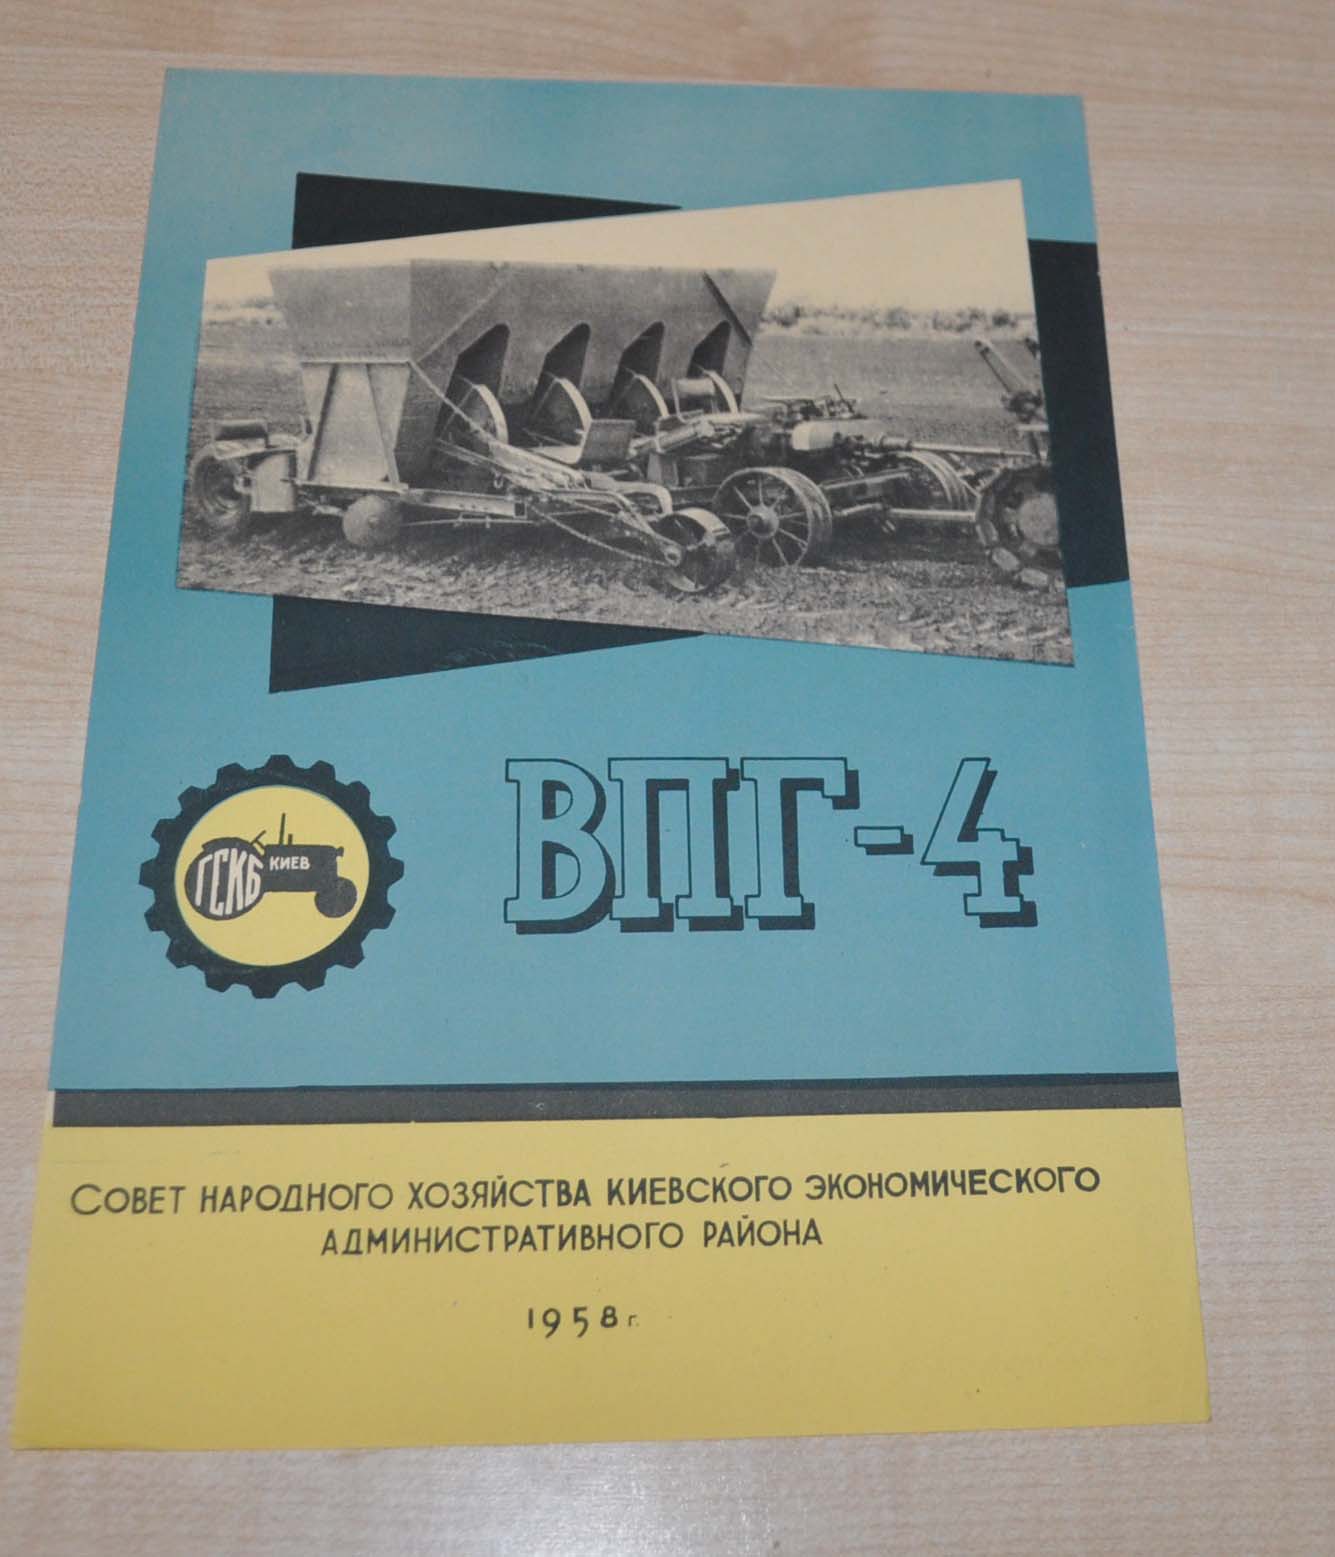 ВПГ-4
ГСКБ КИЕВ
СОВЕТ НАРОДНОГО ХОЗЯЙСТВА КИЕВСКОГО ЭКОНОМИЧЕСКОГО
АДМИНИСТРАТИВНОГО РАЙОНА
1958 г.